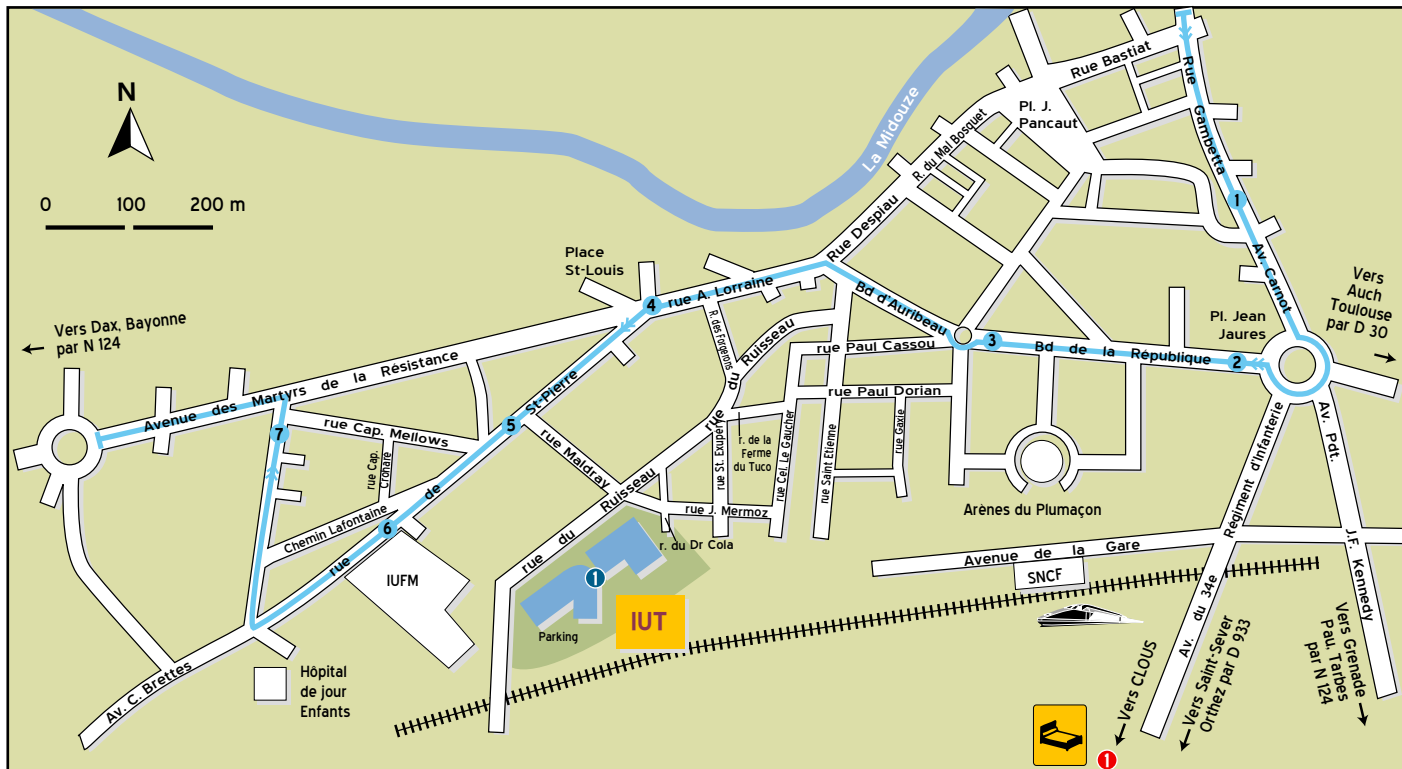 N
0 100 200 m
La Midouze
Rue Bastiat
Rue Gambetta
Pl. J.
Pancaut
R. du Mal Bosquet
1
Av. Carnot
Rue Despiau
Place
St-Louis
4
rue A. Lorraine
Bd d'Auribeau
3
Bd de la République
2
Pl. Jean
Jaures
Vers
Auch
Toulouse
par D 30
Vers Dax, Bayonne
par N 124
Avenue des Martyrs de la Résistance
R. des Forgerons
rue du Ruisseau
rue Paul Cassou
rue Paul Dorian
7
rue Cap. Mellows
5
rue de St-Pierre
rue Maldray
rue St. Exupery
r. de la
Ferme
du Tuco
rue Cel. Le Gaucher
rue Saint Etienne
rue Gaxie
rue Cap.
Cronare
Chemin Lafontaine
6
rue du Ruisseau
rue J. Mermoz
r. du Dr Cola
Arènes du Plumaçon
Av. du 34e Régiment d'Infanterie
Av. Pdt. J.F. Kennedy
Avenue de la Gare
SNCF
IUFM
1
IUT
Parking
Av. C. Brettes
Hôpital
de jour
Enfants
Vers CLOUS
1
Vers Saint-Sever
Orthez par D 933
Vers Grenade
Pau, Tarbes
par N 124